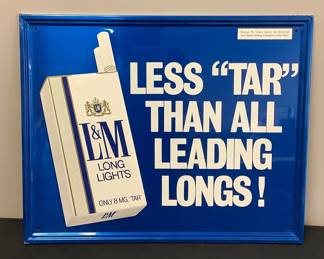 LESS "TAR"
THAN ALL
LEADING
LONGS!
L&M
LONG
LIGHTS
ONLY 8 MG. "TAR"
L&M